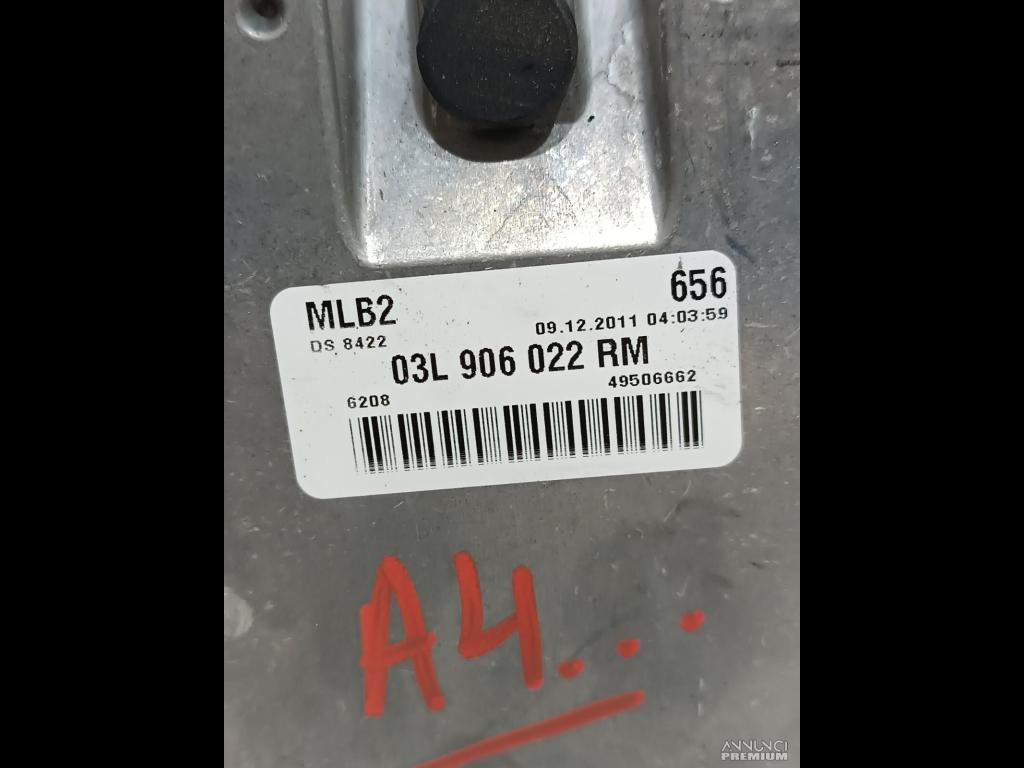 MLB2 656
DS 8422 09.12.2011 04:03:59
03L 906 022 RM
6208 49506662
A4...
ANNUNCI
PREMIUM